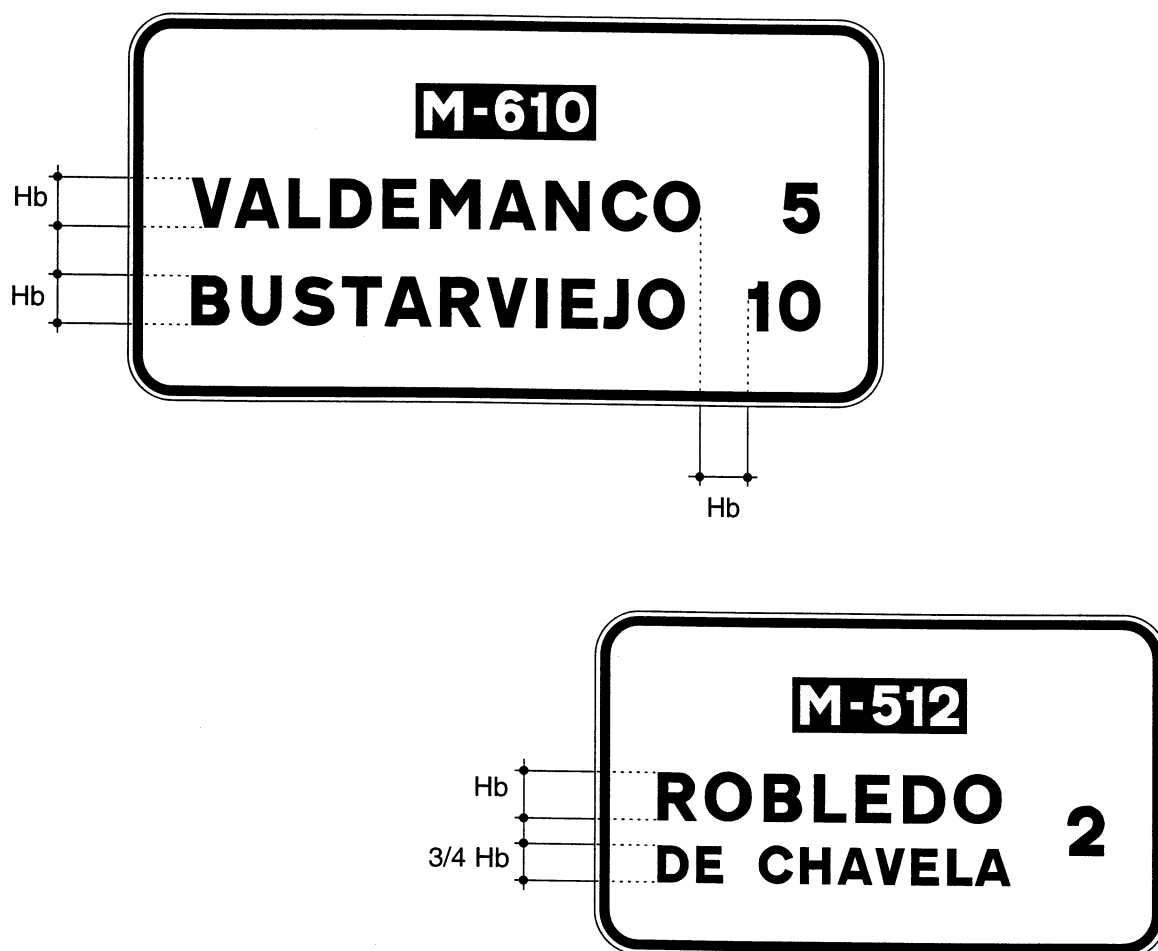 M-610
Hb VALDEMANCO 5
Hb BUSTARVIEJO 10
Hb
M-512
Hb ROBLEDO
2
3/4 Hb DE CHAVELA